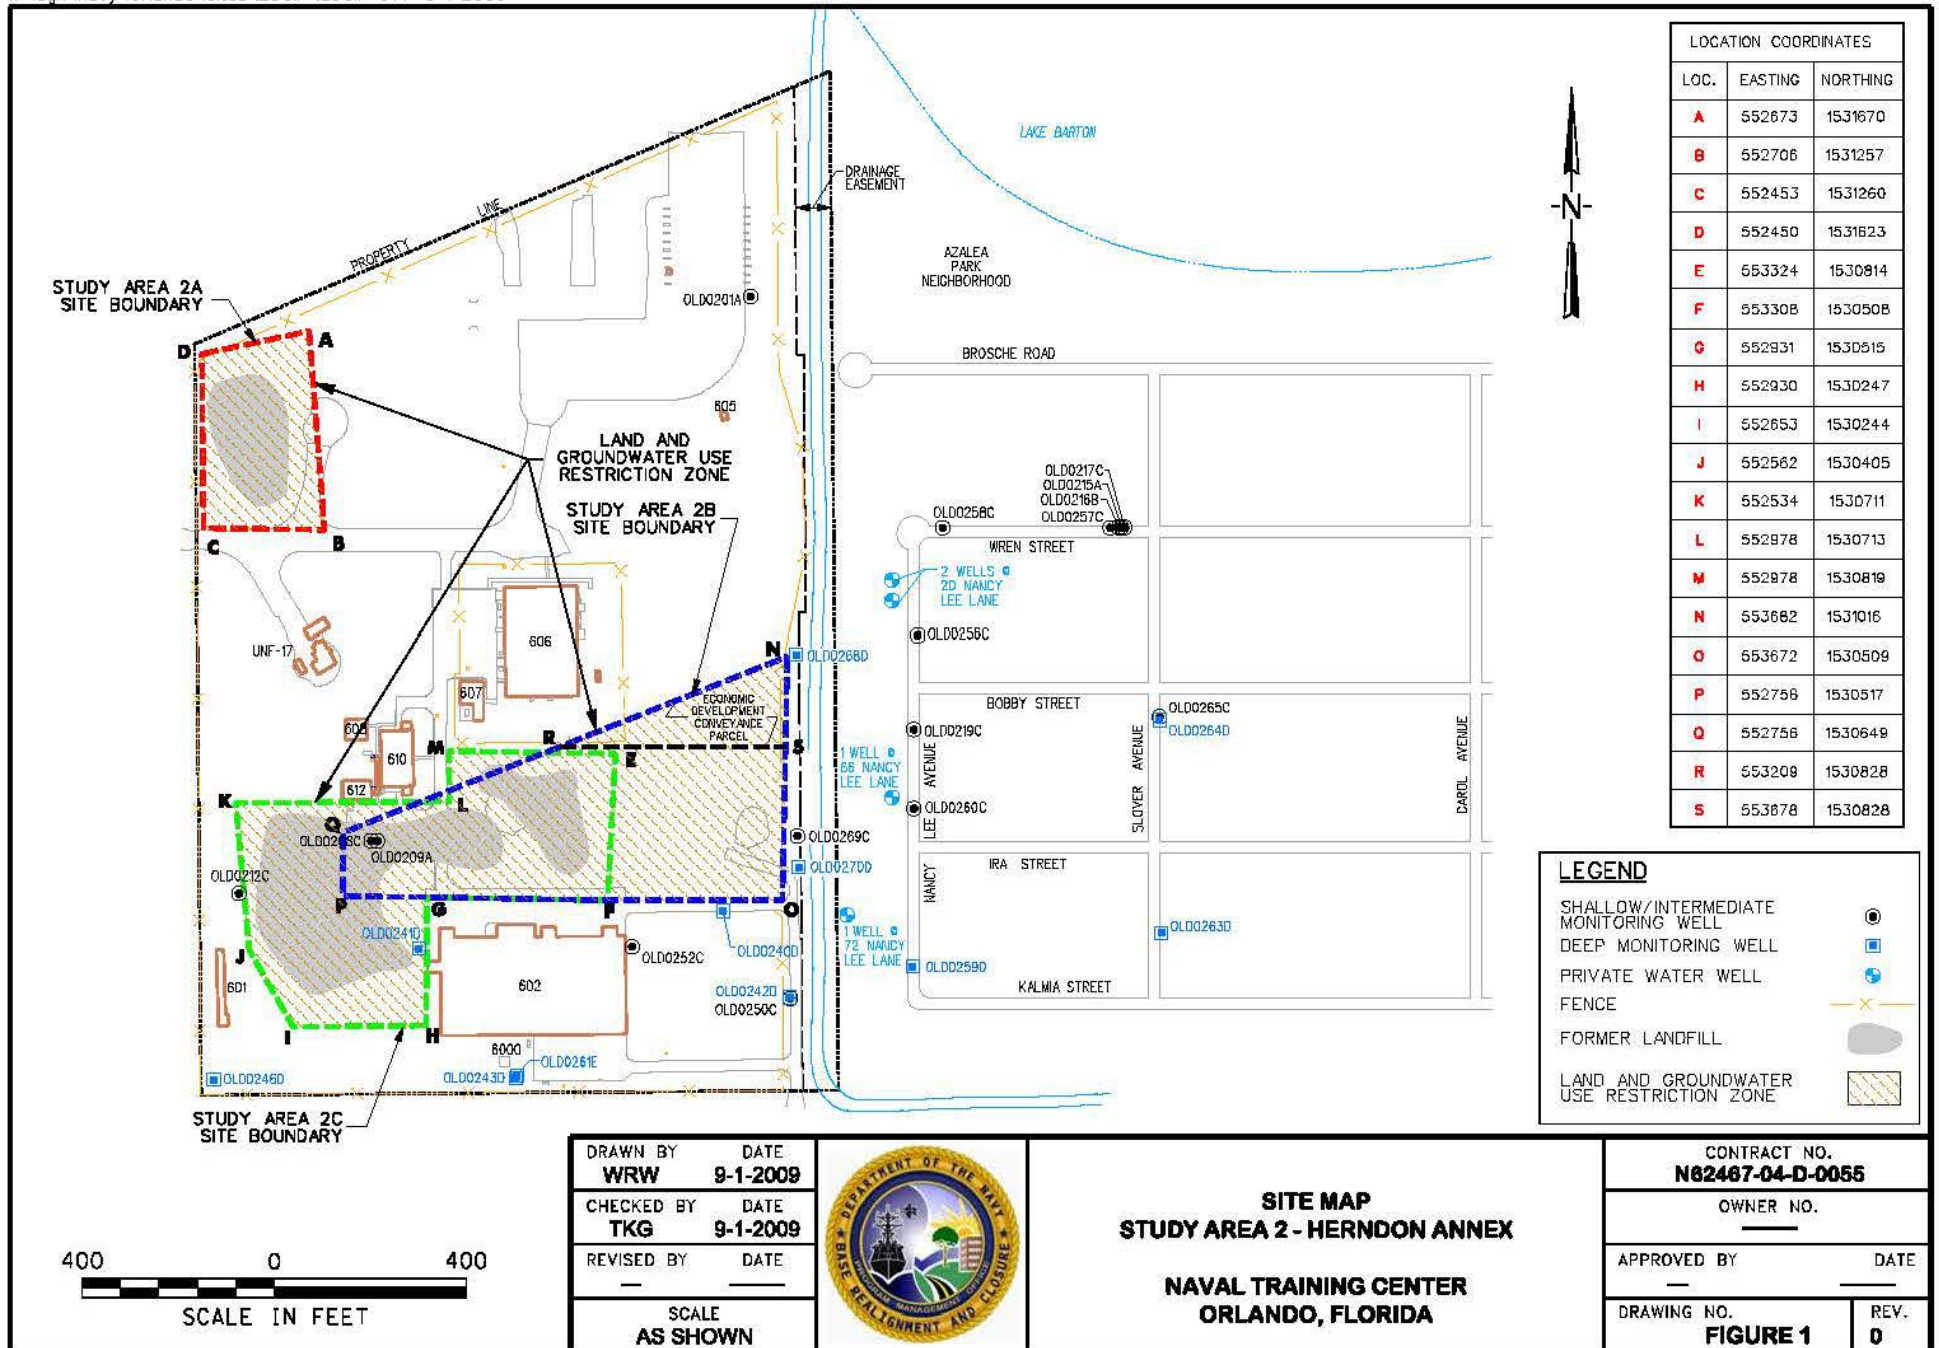 LAKE BARTON
DRAINAGE
EASEMENT
AZALEA
PARK
NEIGHBORHOOD
PROPERTY LINE
STUDY AREA 2A
SITE BOUNDARY
D
A
C
B
OLD0201A
605
LAND AND
GROUNDWATER USE
RESTRICTION ZONE
STUDY AREA 2B
SITE BOUNDARY
BROSCHE ROAD
OLD0217C
OLD0215A
OLD0216B
OLD0257C
OLD0258C
WREN STREET
2 WELLS @
20 NANCY
LEE LANE
OLD0256C
UNF-17
606
607
608
610
612
N
OLD0268D
ECONOMIC
DEVELOPMENT
CONVEYANCE
PARCEL
BOBBY STREET
OLD0265C
OLD0264D
OLD0219C
M
R
E
S
1 WELL @
66 NANCY
LEE LANE
K
L
Q
OLD0260C
NANCY LEE AVENUE
SLOVER AVENUE
CAROL AVENUE
OLD0209A
OLD0269C
OLD0270D
IRA STREET
OLD0212C
P
G
F
O
OLD0241D
OLD0252C
OLD0240D
1 WELL @
72 NANCY
LEE LANE
OLD0263D
OLD0259D
J
601
602
OLD0242D
OLD0250C
KALMIA STREET
I
H
6000
OLD0261E
OLD0243D
OLD0246D
STUDY AREA 2C
SITE BOUNDARY
-N-
LOCATION COORDINATES
LOC. EASTING NORTHING
A 552673 1531670
B 552706 1531257
C 552453 1531260
D 552450 1531623
E 553324 1530814
F 553308 1530508
G 552931 1530515
H 552930 1530247
I 552653 1530244
J 552562 1530405
K 552534 1530711
L 552978 1530713
M 552978 1530819
N 553682 1531016
O 553672 1530509
P 552756 1530517
Q 552756 1530649
R 553209 1530828
S 553678 1530828
LEGEND
SHALLOW/INTERMEDIATE
MONITORING WELL
DEEP MONITORING WELL
PRIVATE WATER WELL
FENCE
FORMER LANDFILL
LAND AND GROUNDWATER
USE RESTRICTION ZONE
400 0 400
SCALE IN FEET
DRAWN BY DATE
WRW 9-1-2009
CHECKED BY DATE
TKG 9-1-2009
REVISED BY DATE
SCALE
AS SHOWN
DEPARTMENT OF THE NAVY
PROGRAM MANAGEMENT OFFICE
BASE REALIGNMENT AND CLOSURE
SITE MAP
STUDY AREA 2 - HERNDON ANNEX
NAVAL TRAINING CENTER
ORLANDO, FLORIDA
CONTRACT NO.
N62467-04-D-0055
OWNER NO.
APPROVED BY DATE
DRAWING NO. REV.
FIGURE 1 0